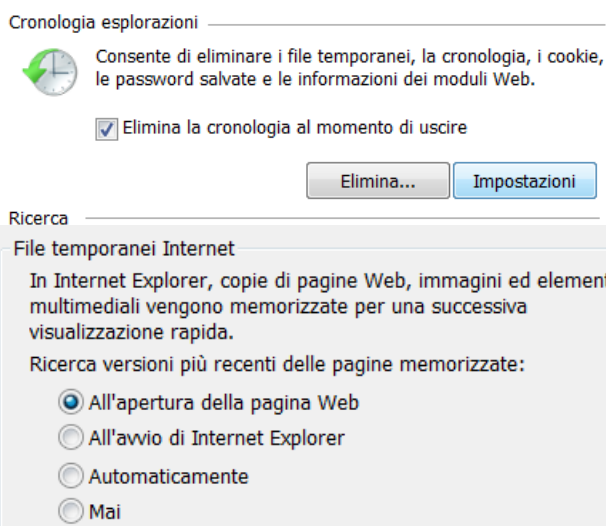 Cronologia esplorazioni
Consente di eliminare i file temporanei, la cronologia, i cookie,
le password salvate e le informazioni dei moduli Web.
Elimina la cronologia al momento di uscire
Elimina... Impostazioni
Ricerca
File temporanei Internet
In Internet Explorer, copie di pagine Web, immagini ed element
multimediali vengono memorizzate per una successiva
visualizzazione rapida.
Ricerca versioni più recenti delle pagine memorizzate:
All'apertura della pagina Web
All'avvio di Internet Explorer
Automaticamente
Mai